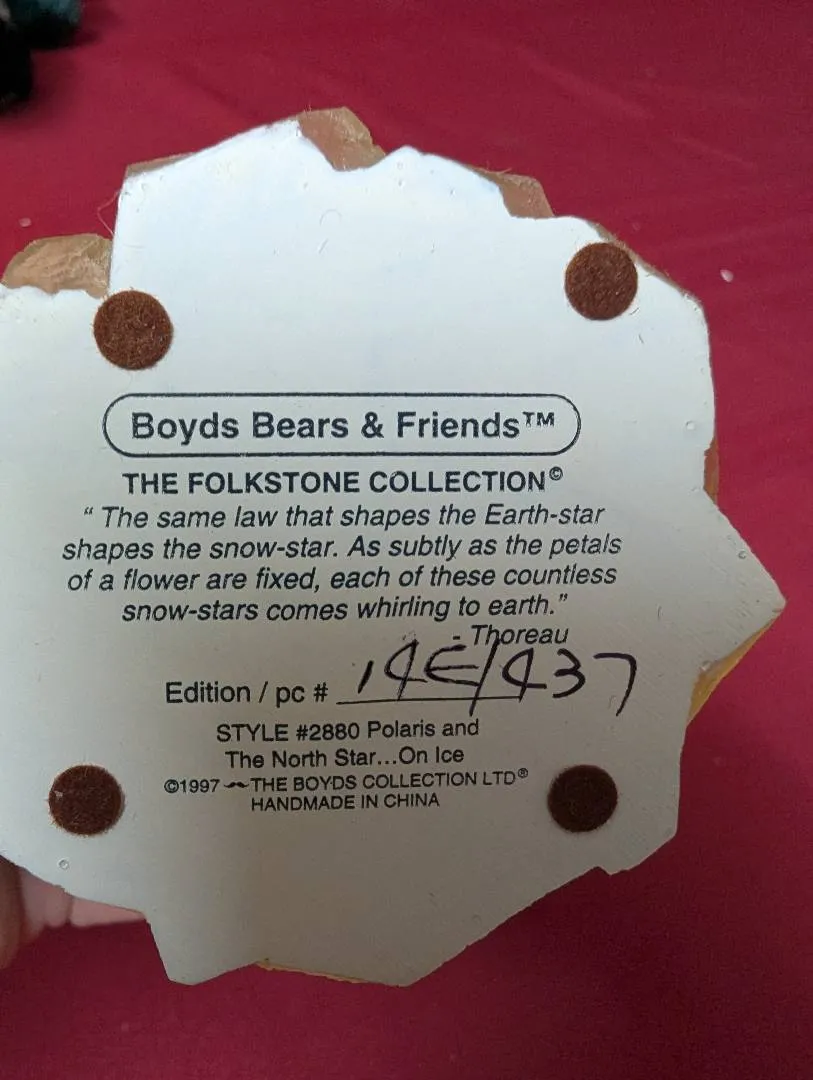 Boyds Bears & Friends™
THE FOLKSTONE COLLECTION©
“ The same law that shapes the Earth-star
shapes the snow-star. As subtly as the petals
of a flower are fixed, each of these countless
snow-stars comes whirling to earth.”
- Thoreau
Edition / pc # 14E/437
STYLE #2880 Polaris and
The North Star...On Ice
©1997 THE BOYDS COLLECTION LTD®
HANDMADE IN CHINA